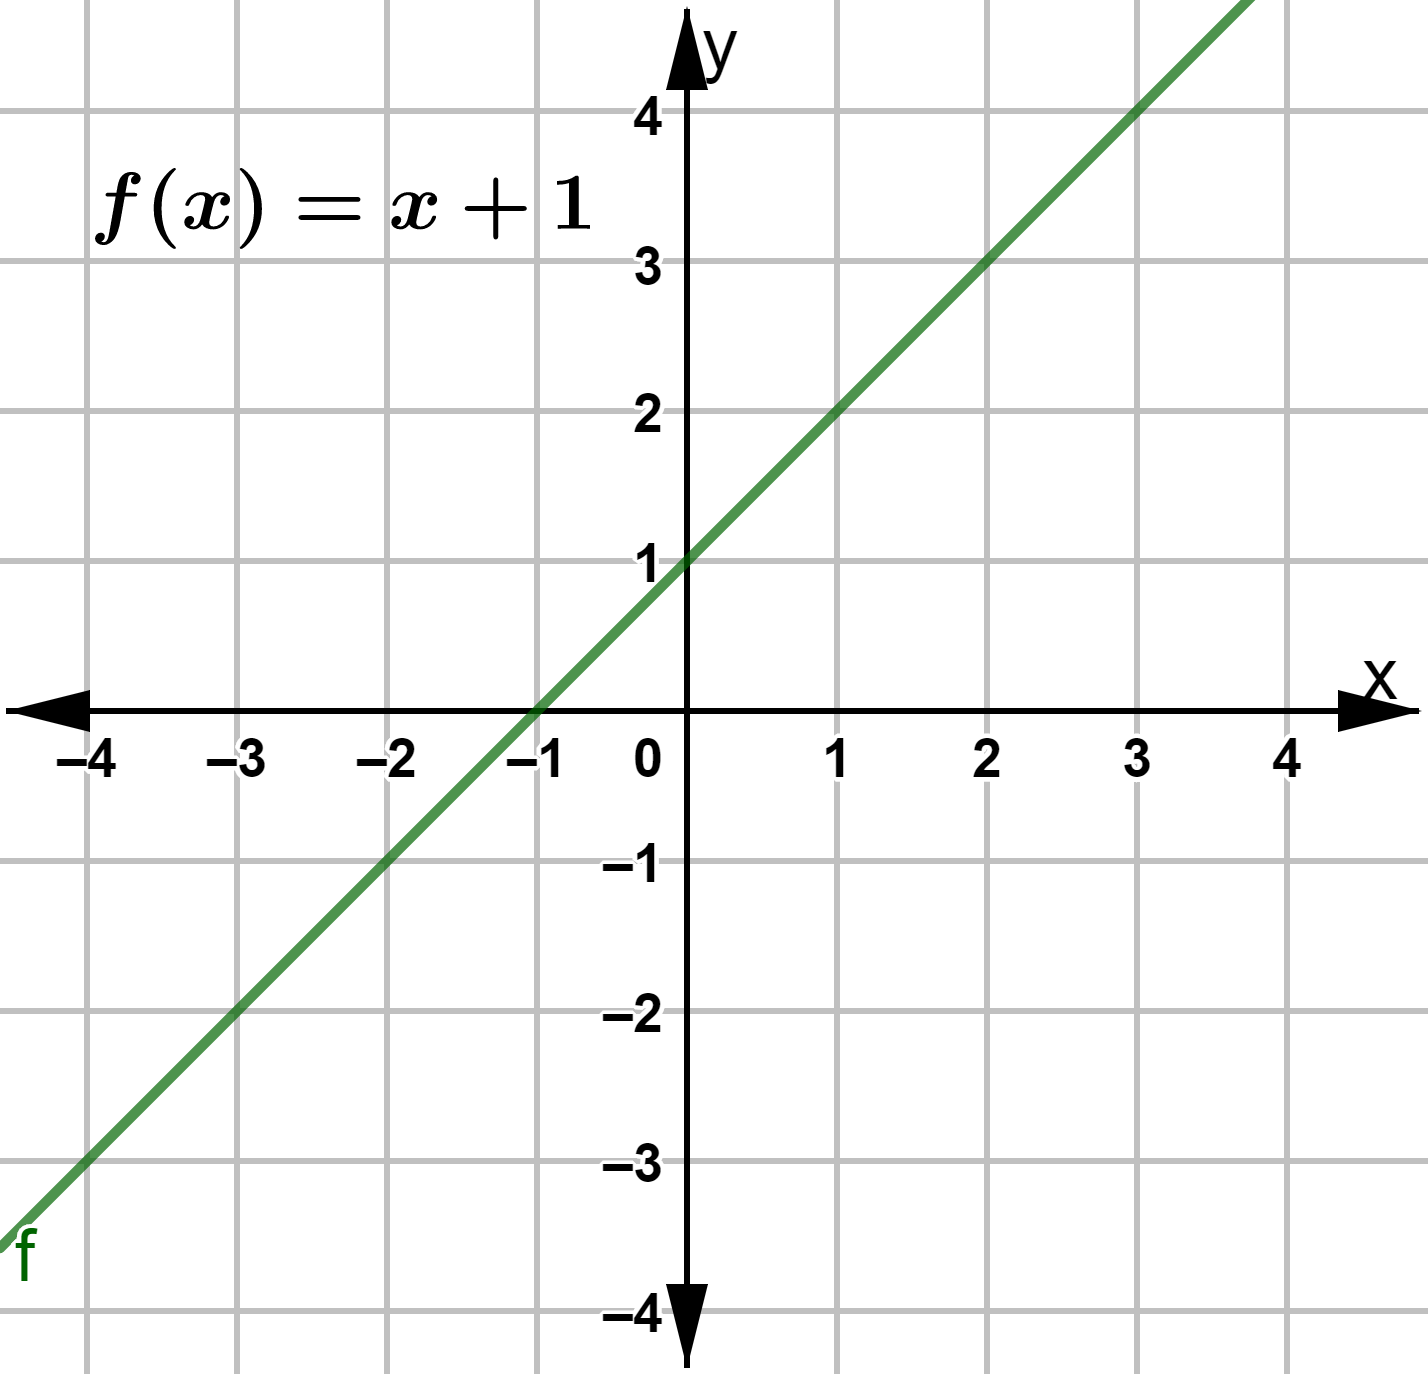 y
4
f(x) = x + 1
3
2
1
x
–4 –3 –2 –1 0 1 2 3 4
–1
–2
–3
f
–4